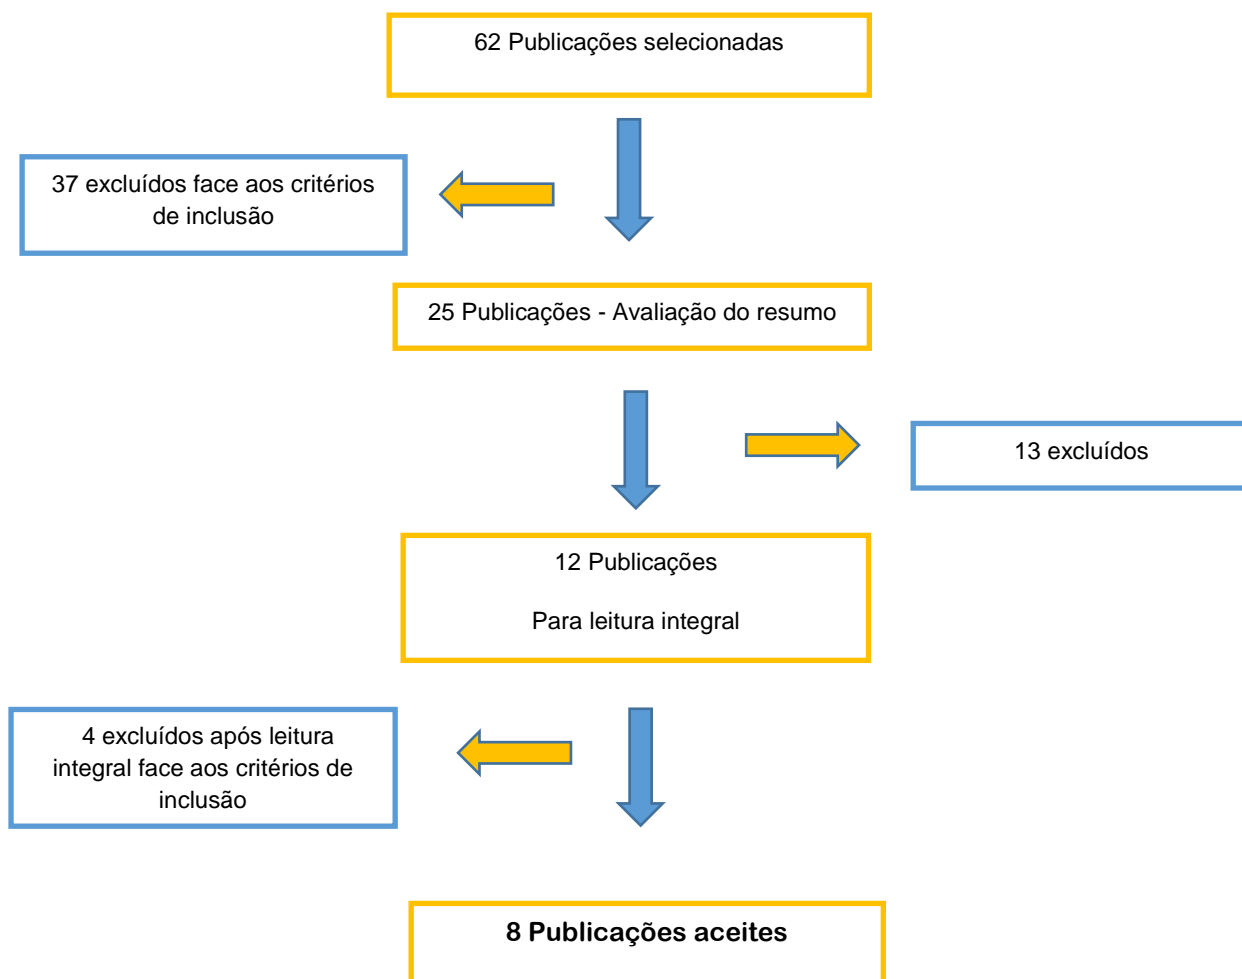 62 Publicações selecionadas
37 excluídos face aos critérios
de inclusão
25 Publicações - Avaliação do resumo
13 excluídos
12 Publicações
Para leitura integral
4 excluídos após leitura
integral face aos critérios de
inclusão
8 Publicações aceites